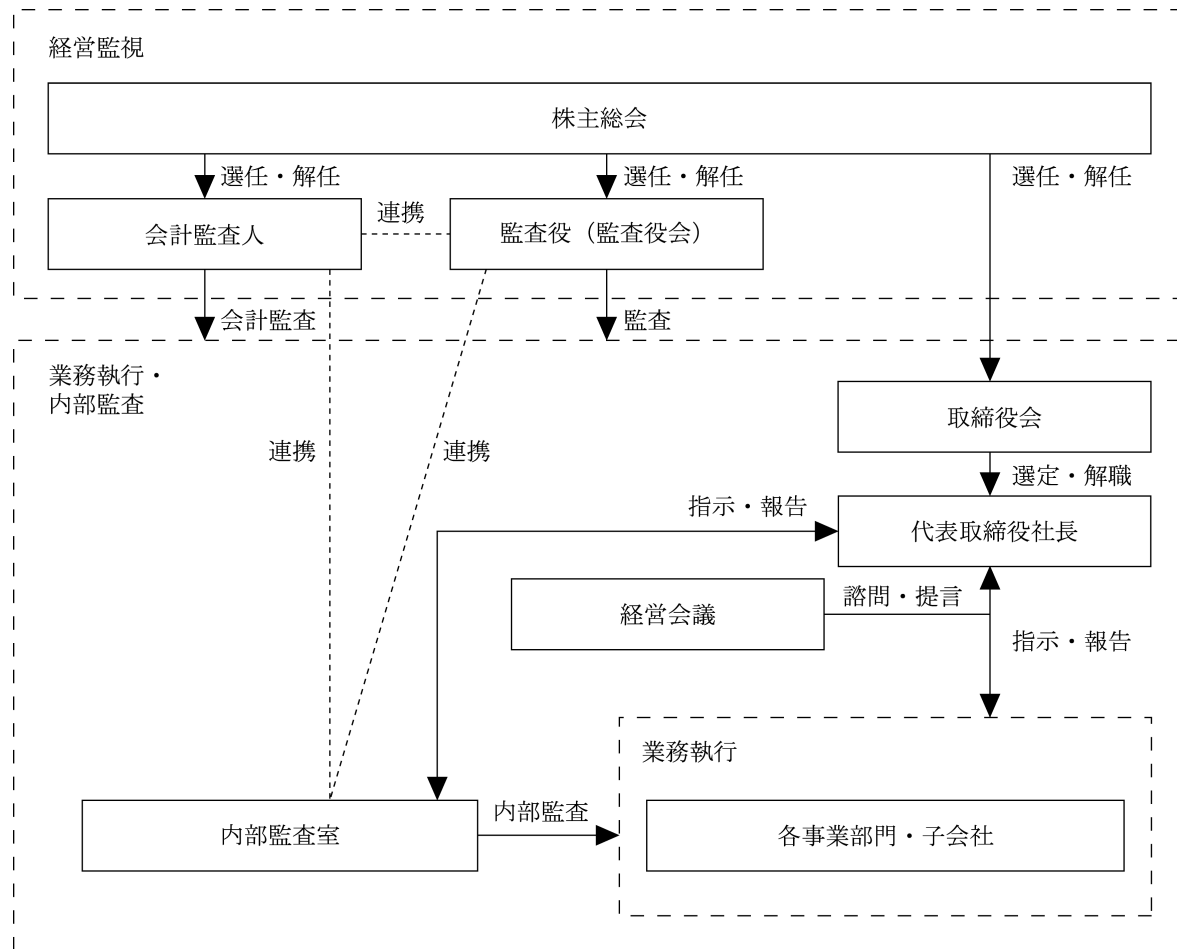 経営監視
株主総会
選任・解任
選任・解任
選任・解任
会計監査人
連携
監査役（監査役会）
会計監査
監査
業務執行・
内部監査
取締役会
連携
連携
選定・解職
指示・報告
代表取締役社長
経営会議
諮問・提言
指示・報告
業務執行
内部監査室
内部監査
各事業部門・子会社